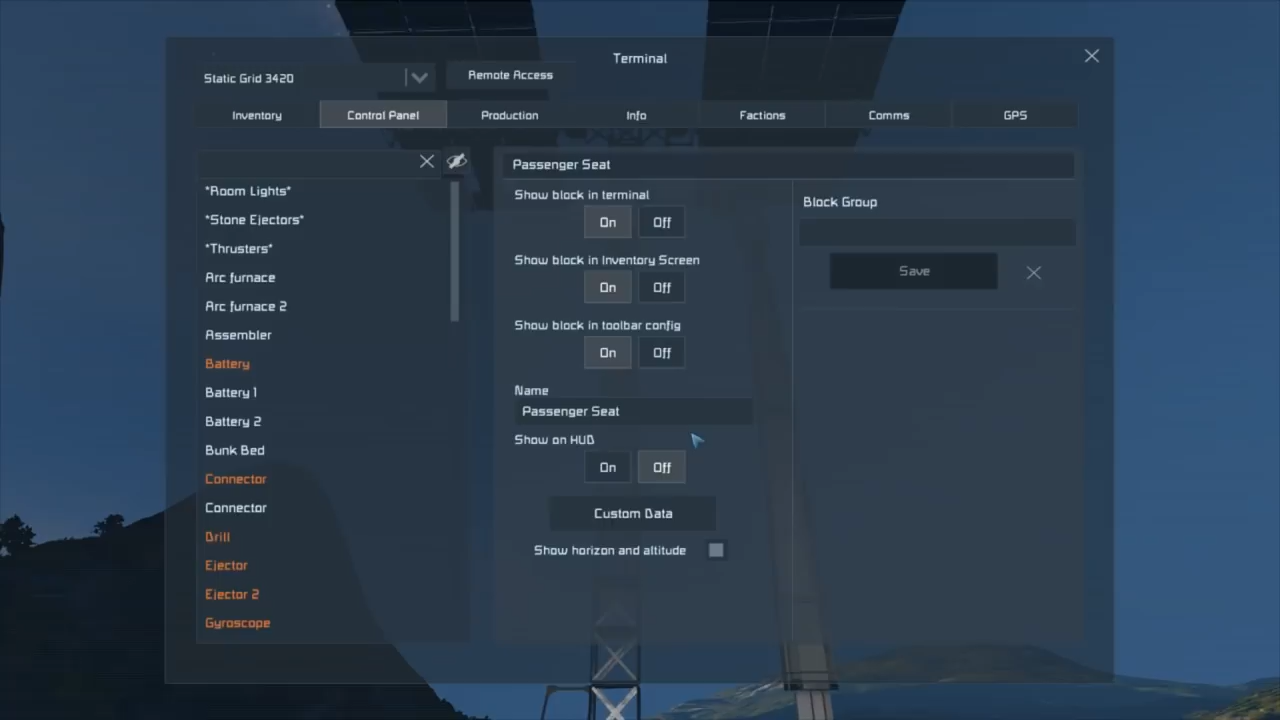 Terminal
Static Grid 3420
Remote Access
Inventory
Control Panel
Production
Info
Factions
Comms
GPS
*Room Lights*
*Stone Ejectors*
*Thrusters*
Arc furnace
Arc furnace 2
Assembler
Battery
Battery 1
Battery 2
Bunk Bed
Connector
Connector
Drill
Ejector
Ejector 2
Gyroscope
Passenger Seat
Show block in terminal
On Off
Show block in Inventory Screen
On Off
Show block in toolbar config
On Off
Name
Passenger Seat
Show on HUD
On Off
Custom Data
Show horizon and altitude
Block Group
Save